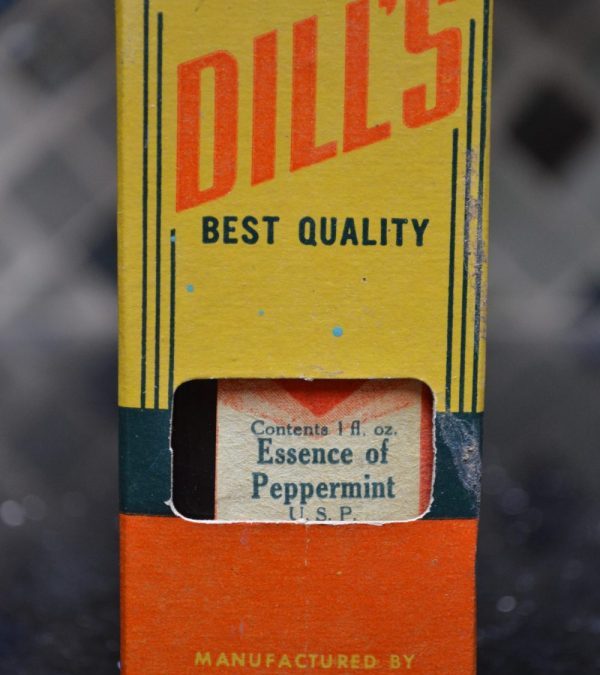 DILL'S
BEST QUALITY
Contents 1 fl. oz.
Essence of
Peppermint
U. S. P.
MANUFACTURED BY